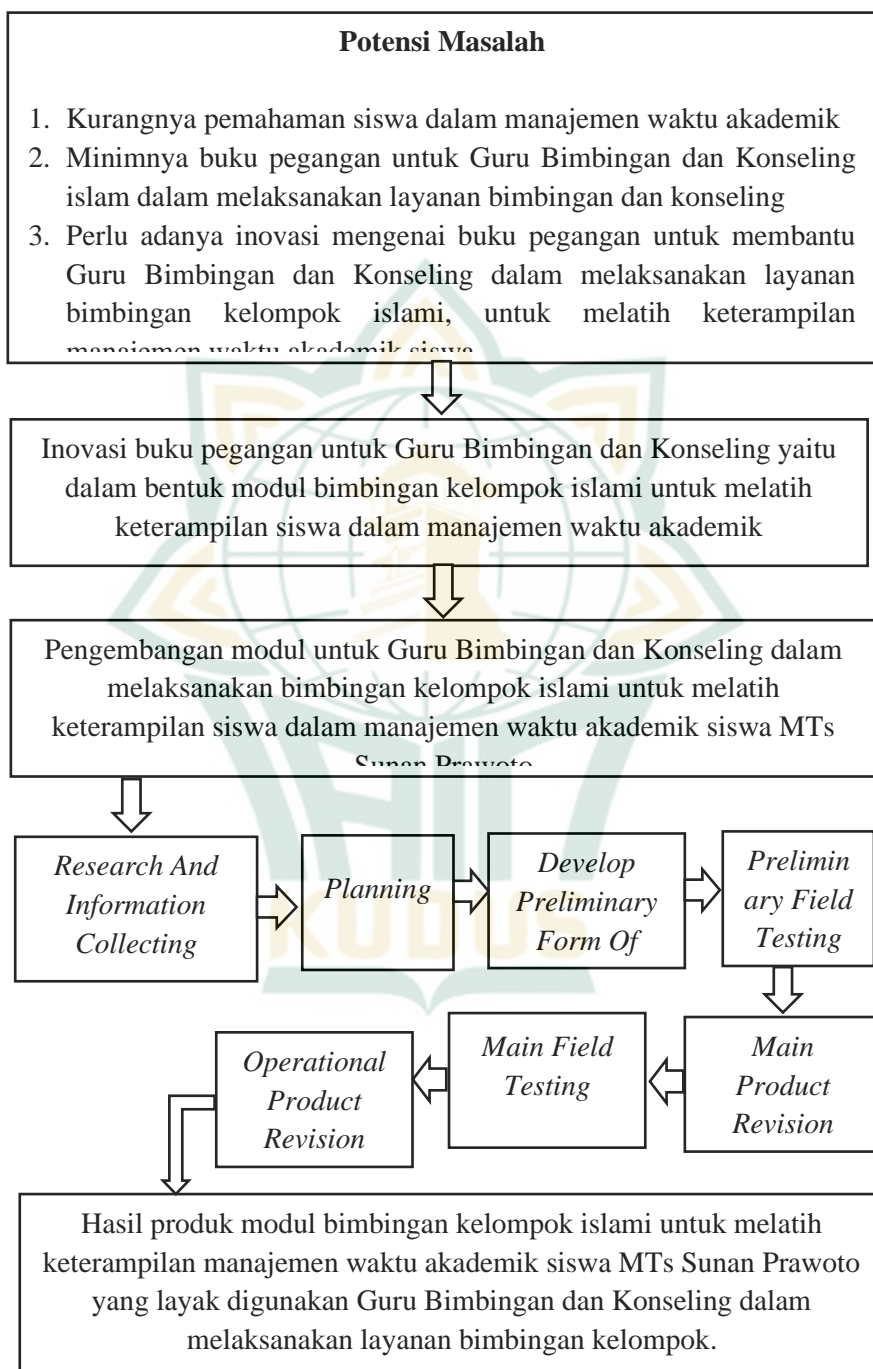 Potensi Masalah
1. Kurangnya pemahaman siswa dalam manajemen waktu akademik
2. Minimnya buku pegangan untuk Guru Bimbingan dan Konseling
islam dalam melaksanakan layanan bimbingan dan konseling
3. Perlu adanya inovasi mengenai buku pegangan untuk membantu
Guru Bimbingan dan Konseling dalam melaksanakan layanan
bimbingan kelompok islami, untuk melatih keterampilan
manajemen waktu akademik siswa
Inovasi buku pegangan untuk Guru Bimbingan dan Konseling yaitu
dalam bentuk modul bimbingan kelompok islami untuk melatih
keterampilan siswa dalam manajemen waktu akademik
Pengembangan modul untuk Guru Bimbingan dan Konseling dalam
melaksanakan bimbingan kelompok islami untuk melatih
keterampilan siswa dalam manajemen waktu akademik siswa MTs
Sunan Prawoto
Research And
Information
Collecting
Planning
Develop
Preliminary
Form Of
Prelimin
ary Field
Testing
Main
Product
Revision
Main Field
Testing
Operational
Product
Revision
Hasil produk modul bimbingan kelompok islami untuk melatih
keterampilan manajemen waktu akademik siswa MTs Sunan Prawoto
yang layak digunakan Guru Bimbingan dan Konseling dalam
melaksanakan layanan bimbingan kelompok.
KUDUS